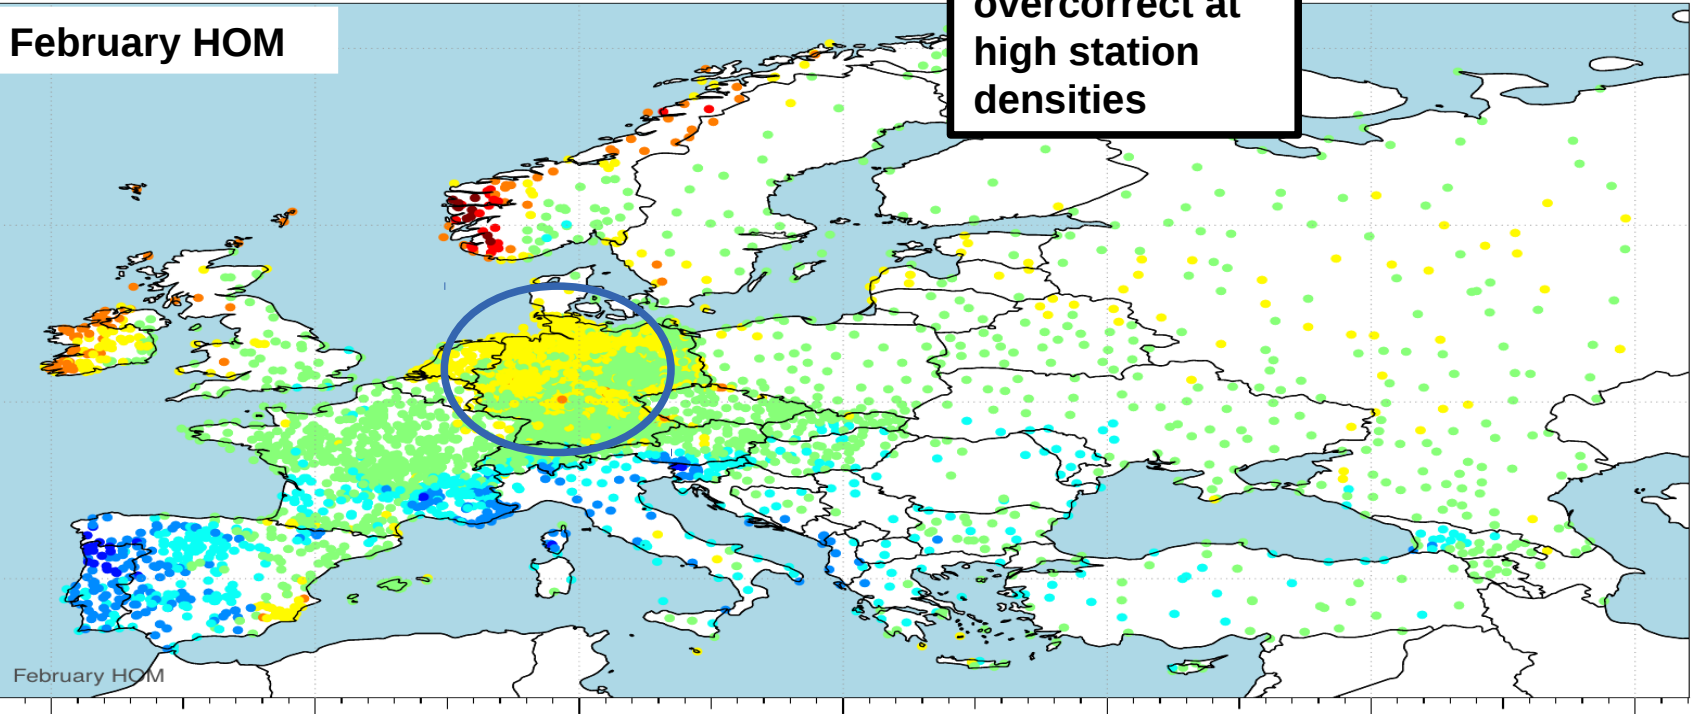 February HOM
overcorrect at
high station
densities
February HOM